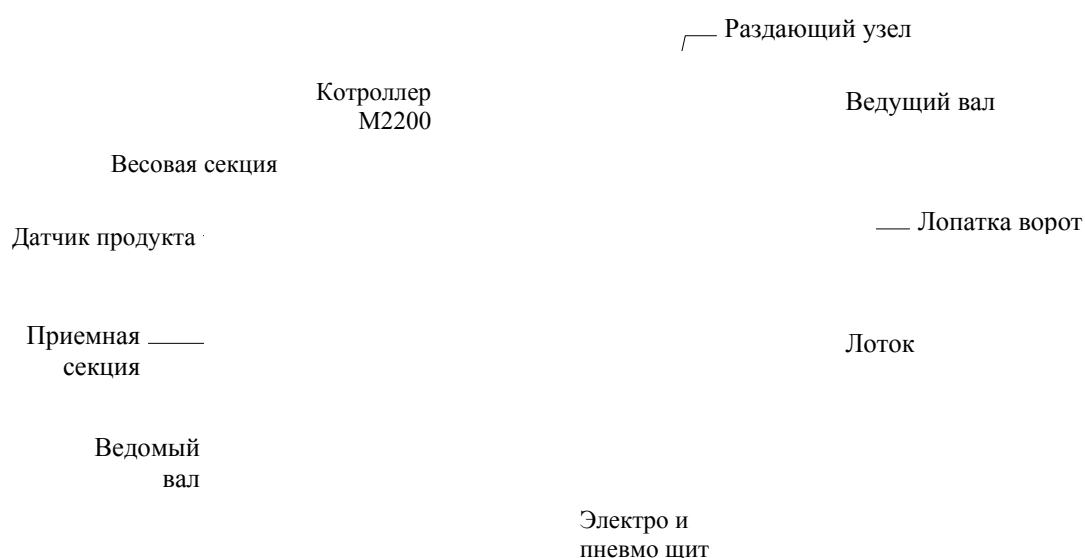 Раздающий узел
Котроллер
M2200
Ведущий вал
Весовая секция
Лопатка ворот
Датчик продукта
Приемная
секция
Лоток
Ведомый
вал
Электро и
пневмо щит